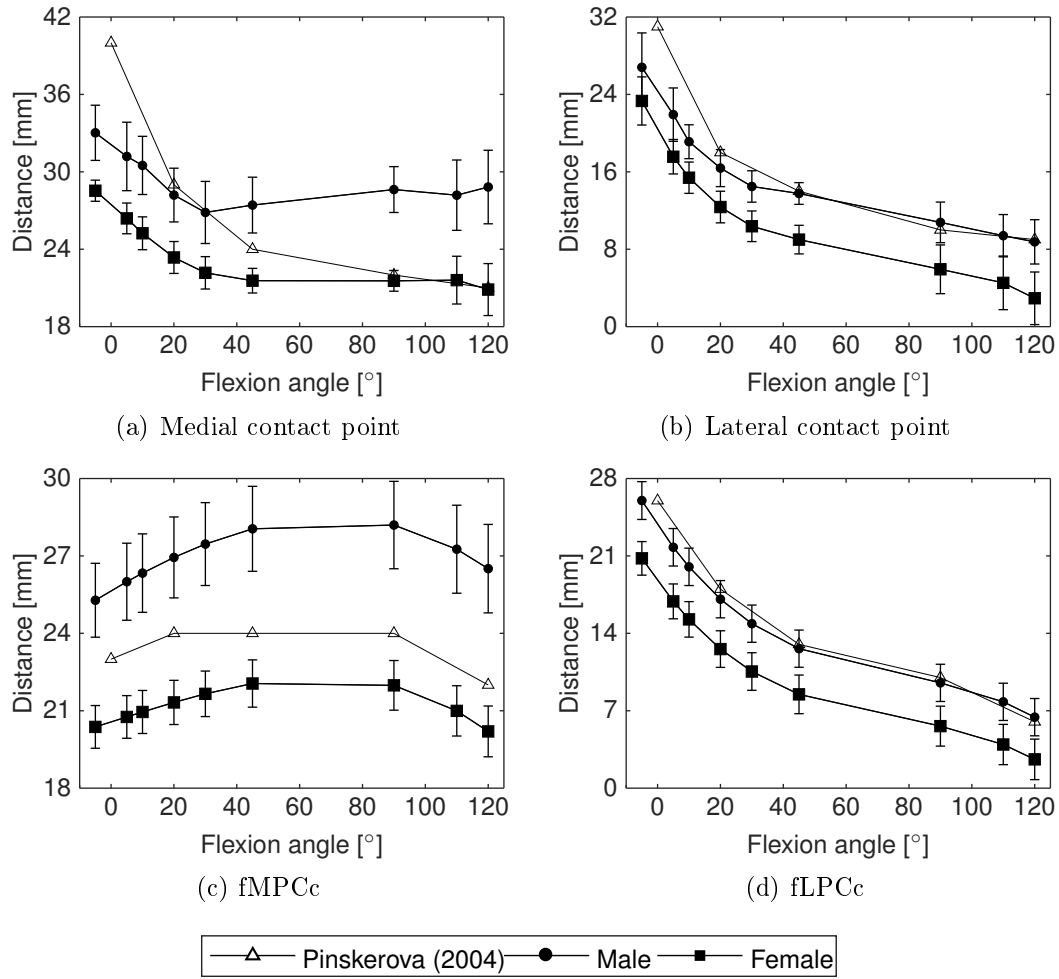 42
36
30
24
18
Distance [mm]
0 20 40 60 80 100 120
Flexion angle [°]
(a) Medial contact point
32
24
16
8
0
Distance [mm]
0 20 40 60 80 100 120
Flexion angle [°]
(b) Lateral contact point
30
27
24
21
18
Distance [mm]
0 20 40 60 80 100 120
Flexion angle [°]
(c) fMPCc
28
21
14
7
0
Distance [mm]
0 20 40 60 80 100 120
Flexion angle [°]
(d) fLPCc
Pinskerova (2004) Male Female